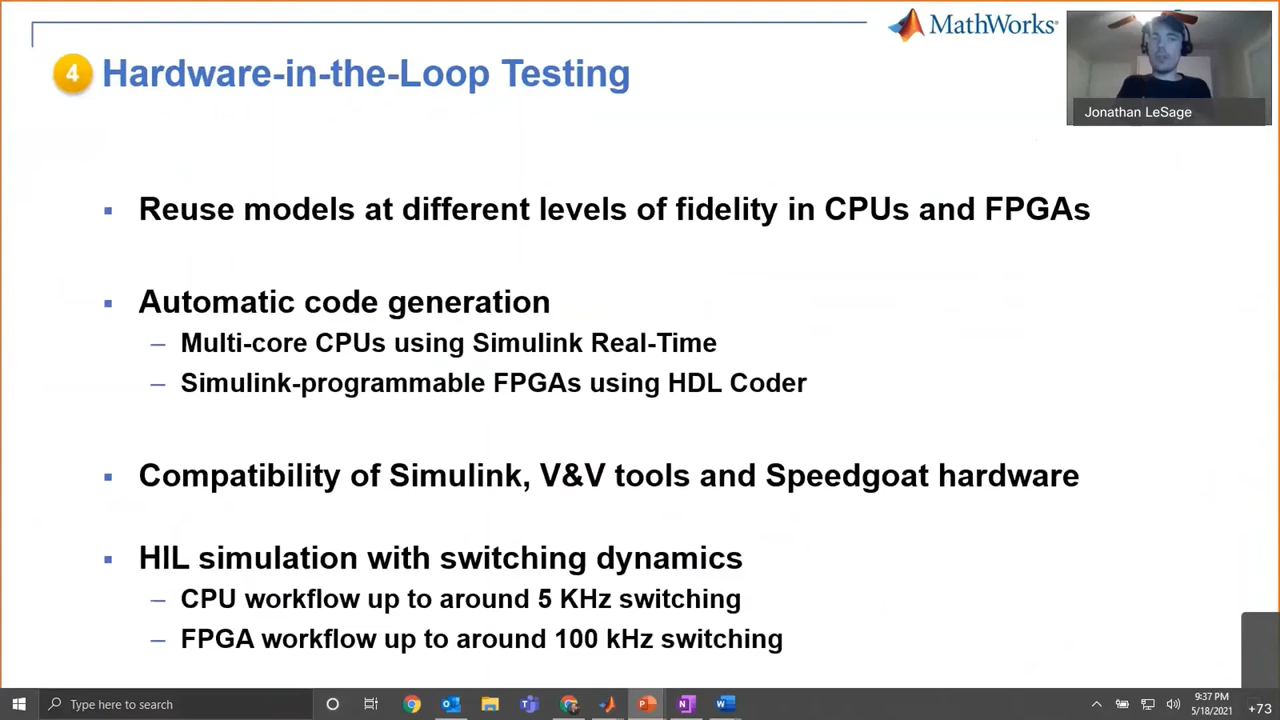 MathWorks®
4 Hardware-in-the-Loop Testing
Jonathan LeSage
▪ Reuse models at different levels of fidelity in CPUs and FPGAs
▪ Automatic code generation
– Multi-core CPUs using Simulink Real-Time
– Simulink-programmable FPGAs using HDL Coder
▪ Compatibility of Simulink, V&V tools and Speedgoat hardware
▪ HIL simulation with switching dynamics
– CPU workflow up to around 5 KHz switching
– FPGA workflow up to around 100 kHz switching
Type here to search
9:37 PM
5/18/2021
+73